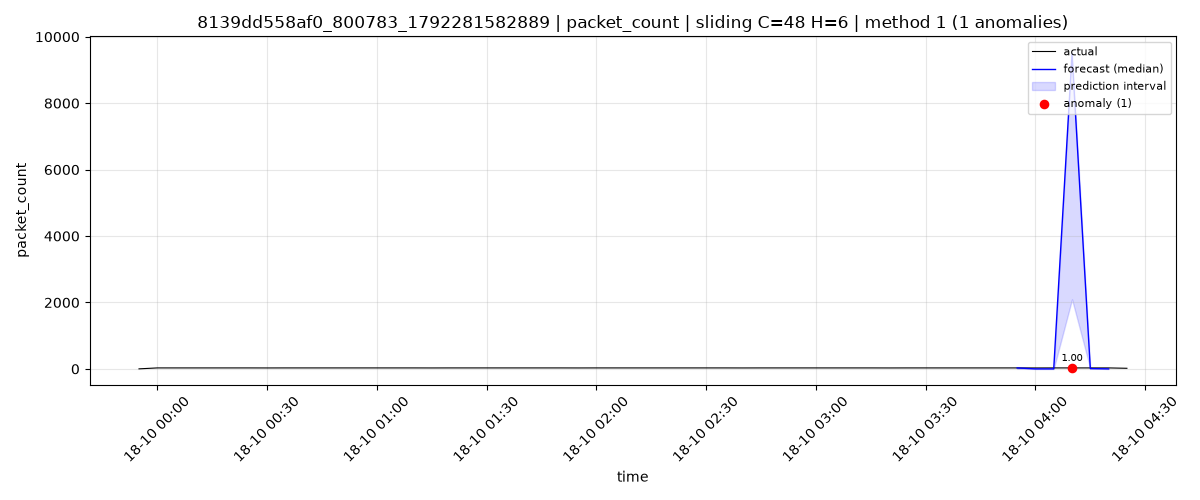 8139dd558af0_800783_1792281582889 | packet_count | sliding C=48 H=6 | method 1 (1 anomalies)
packet_count
10000
8000
6000
4000
2000
0
actual
forecast (median)
prediction interval
anomaly (1)
1.00
18-10 00:00
18-10 00:30
18-10 01:00
18-10 01:30
18-10 02:00
18-10 02:30
18-10 03:00
18-10 03:30
18-10 04:00
18-10 04:30
time